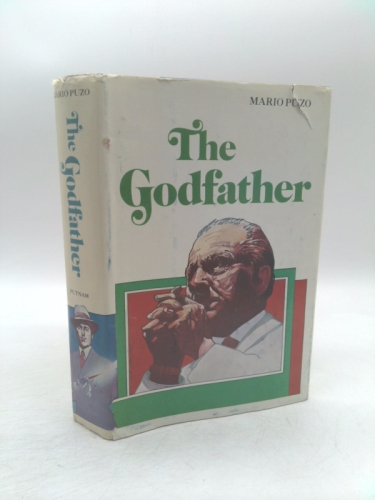 MARIO PUZO
The
Godfather
MARIO PUZO
The
Godfather
PUTNAM